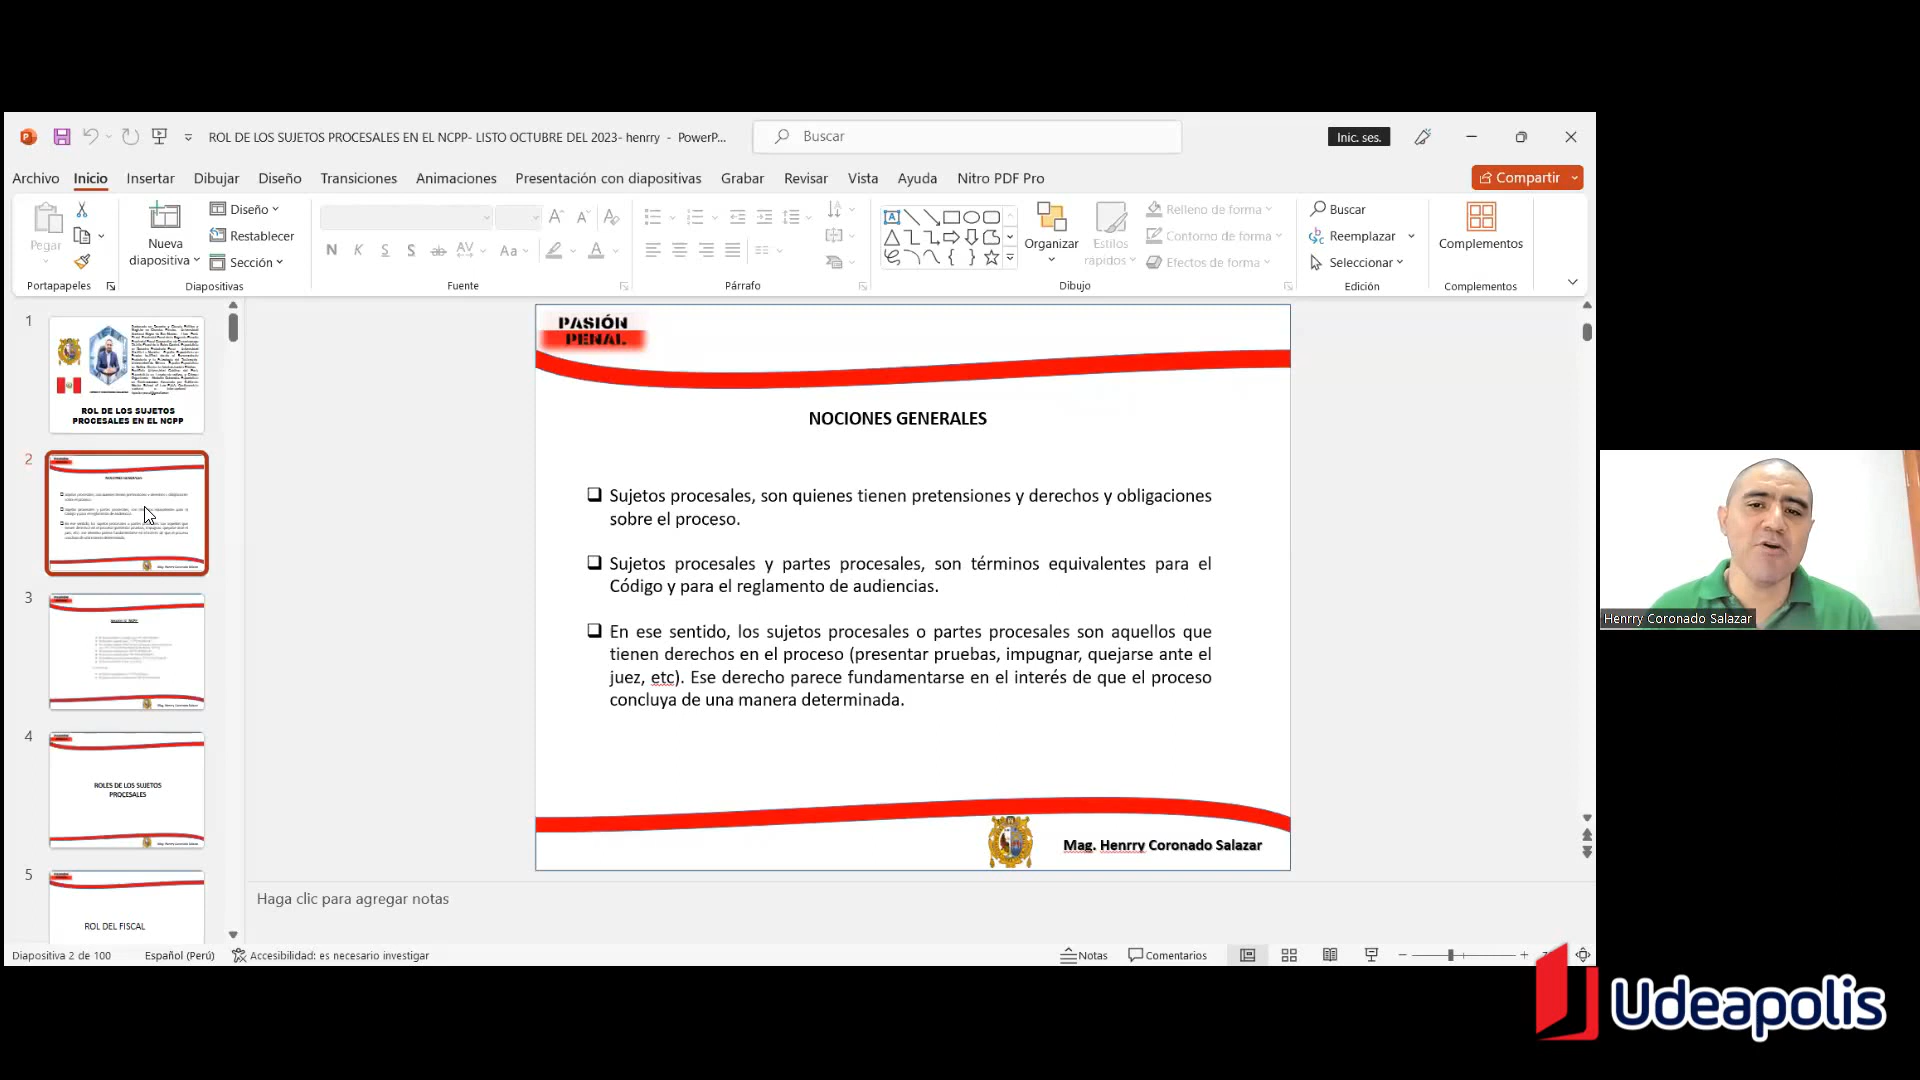 ROL DE LOS SUJETOS PROCESALES EN EL NCPP- LISTO OCTUBRE DEL 2023- henrry - PowerP...
Buscar
Inic. ses.
Archivo Inicio Insertar Dibujar Diseño Transiciones Animaciones Presentación con diapositivas Grabar Revisar Vista Ayuda Nitro PDF Pro
Compartir
Pegar
Nueva diapositiva
Diseño
Restablecer
Sección
N K S S ab AV Aa A
Organizar
Estilos rápidos
Relleno de forma
Contorno de forma
Efectos de forma
Buscar
Reemplazar
Seleccionar
Complementos
Portapapeles Diapositivas Fuente Párrafo Dibujo Edición Complementos
1
ROL DE LOS SUJETOS
PROCESALES EN EL NCPP
2
3
4
ROLES DE LOS SUJETOS
PROCESALES
5
ROL DEL FISCAL
PASIÓN
PENAL
NOCIONES GENERALES
Sujetos procesales, son quienes tienen pretensiones y derechos y obligaciones
sobre el proceso.
Sujetos procesales y partes procesales, son términos equivalentes para el
Código y para el reglamento de audiencias.
En ese sentido, los sujetos procesales o partes procesales son aquellos que
tienen derechos en el proceso (presentar pruebas, impugnar, quejarse ante el
juez, etc). Ese derecho parece fundamentarse en el interés de que el proceso
concluya de una manera determinada.
Mag. Henrry Coronado Salazar
Haga clic para agregar notas
Diapositiva 2 de 100 Español (Perú) Accesibilidad: es necesario investigar
Notas Comentarios
Henrry Coronado Salazar
Udeapolis